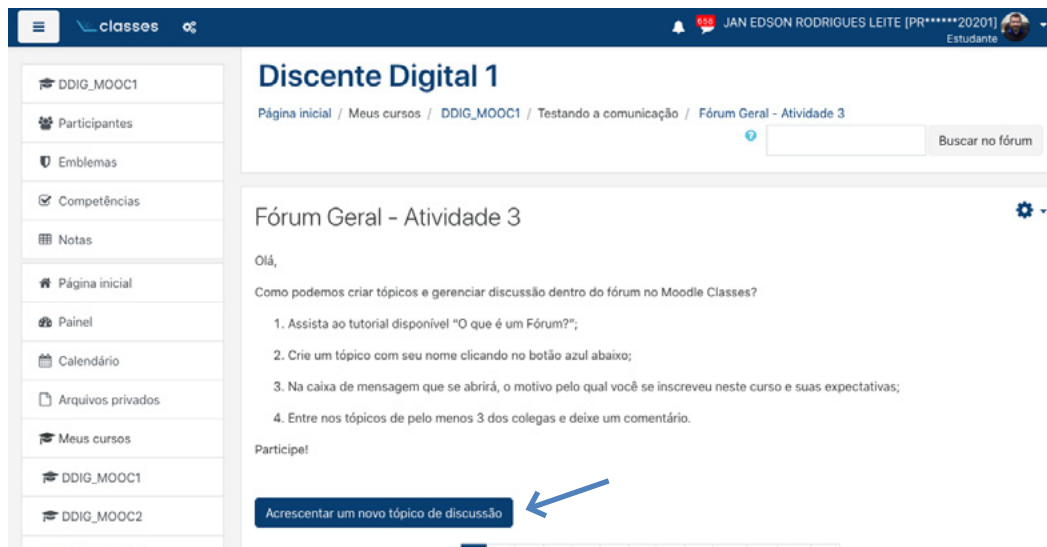 classes
656 JAN EDSON RODRIGUES LEITE [PR******20201]
Estudante
DDIG_MOOC1
Participantes
Emblemas
Competências
Notas
Página inicial
Painel
Calendário
Arquivos privados
Meus cursos
DDIG_MOOC1
DDIG_MOOC2
Discente Digital 1
Página inicial / Meus cursos / DDIG_MOOC1 / Testando a comunicação / Fórum Geral - Atividade 3
Buscar no fórum
Fórum Geral - Atividade 3
Olá,
Como podemos criar tópicos e gerenciar discussão dentro do fórum no Moodle Classes?
1. Assista ao tutorial disponível "O que é um Fórum?";
2. Crie um tópico com seu nome clicando no botão azul abaixo;
3. Na caixa de mensagem que se abrirá, o motivo pelo qual você se inscreveu neste curso e suas expectativas;
4. Entre nos tópicos de pelo menos 3 dos colegas e deixe um comentário.
Participe!
Acrescentar um novo tópico de discussão